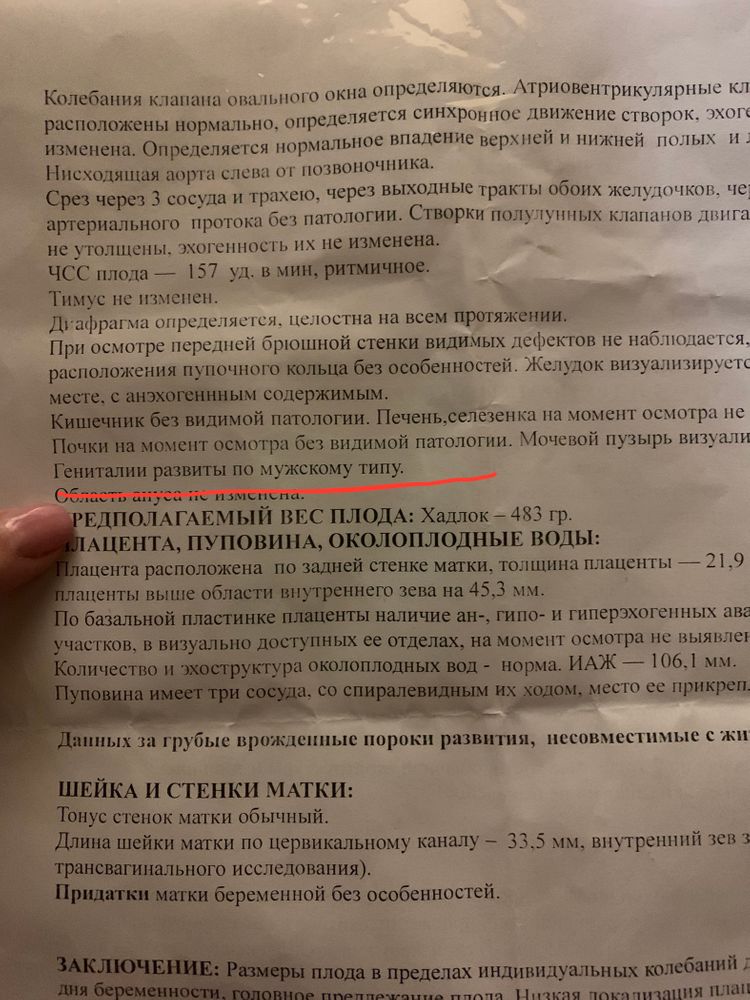 Колебания клапана овального окна определяются. Атриовентрикулярные кл
расположены нормально, определяется синхронное движение створок, эхоге
изменена. Определяется нормальное впадение верхней и нижней полых и л
Нисходящая аорта слева от позвоночника.
Срез через 3 сосуда и трахею, через выходные тракты обоих желудочков, че
артериального протока без патологии. Створки полулунных клапанов двига
не утолщены, эхогенность их не изменена.
ЧСС плода — 157 уд. в мин, ритмичное.
Тимус не изменен.
Диафрагма определяется, целостна на всем протяжении.
При осмотре передней брюшной стенки видимых дефектов не наблюдается,
расположения пупочного кольца без особенностей. Желудок визуализируетс
месте, с анэхогеннным содержимым.
Кишечник без видимой патологии. Печень,селезенка на момент осмотра не
Почки на момент осмотра без видимой патологии. Мочевой пузырь визуали
Гениталии развиты по мужскому типу.
Область ануса не изменена.
РЕДПОЛАГАЕМЫЙ ВЕС ПЛОДА: Хадлок – 483 гр.
ПЛАЦЕНТА, ПУПОВИНА, ОКОЛОПЛОДНЫЕ ВОДЫ:
Плацента расположена по задней стенке матки, толщина плаценты — 21,9
плаценты выше области внутреннего зева на 45,3 мм.
По базальной пластинке плаценты наличие ан-, гипо- и гиперэхогенных ава
участков, в визуально доступных ее отделах, на момент осмотра не выявлен
Количество и эхоструктура околоплодных вод - норма. ИАЖ — 106,1 мм.
Пуповина имеет три сосуда, со спиралевидным их ходом, место ее прикреп
Данных за грубые врожденные пороки развития, несовместимые с жи
ШЕЙКА И СТЕНКИ МАТКИ:
Тонус стенок матки обычный.
Длина шейки матки по цервикальному каналу – 33,5 мм, внутренний зев з
трансвагинального исследования).
Придатки матки беременной без особенностей.
ЗАКЛЮЧЕНИЕ: Размеры плода в пределах индивидуальных колебаний д
дня беременности, головное предлежание плода. Низкая локализация плац